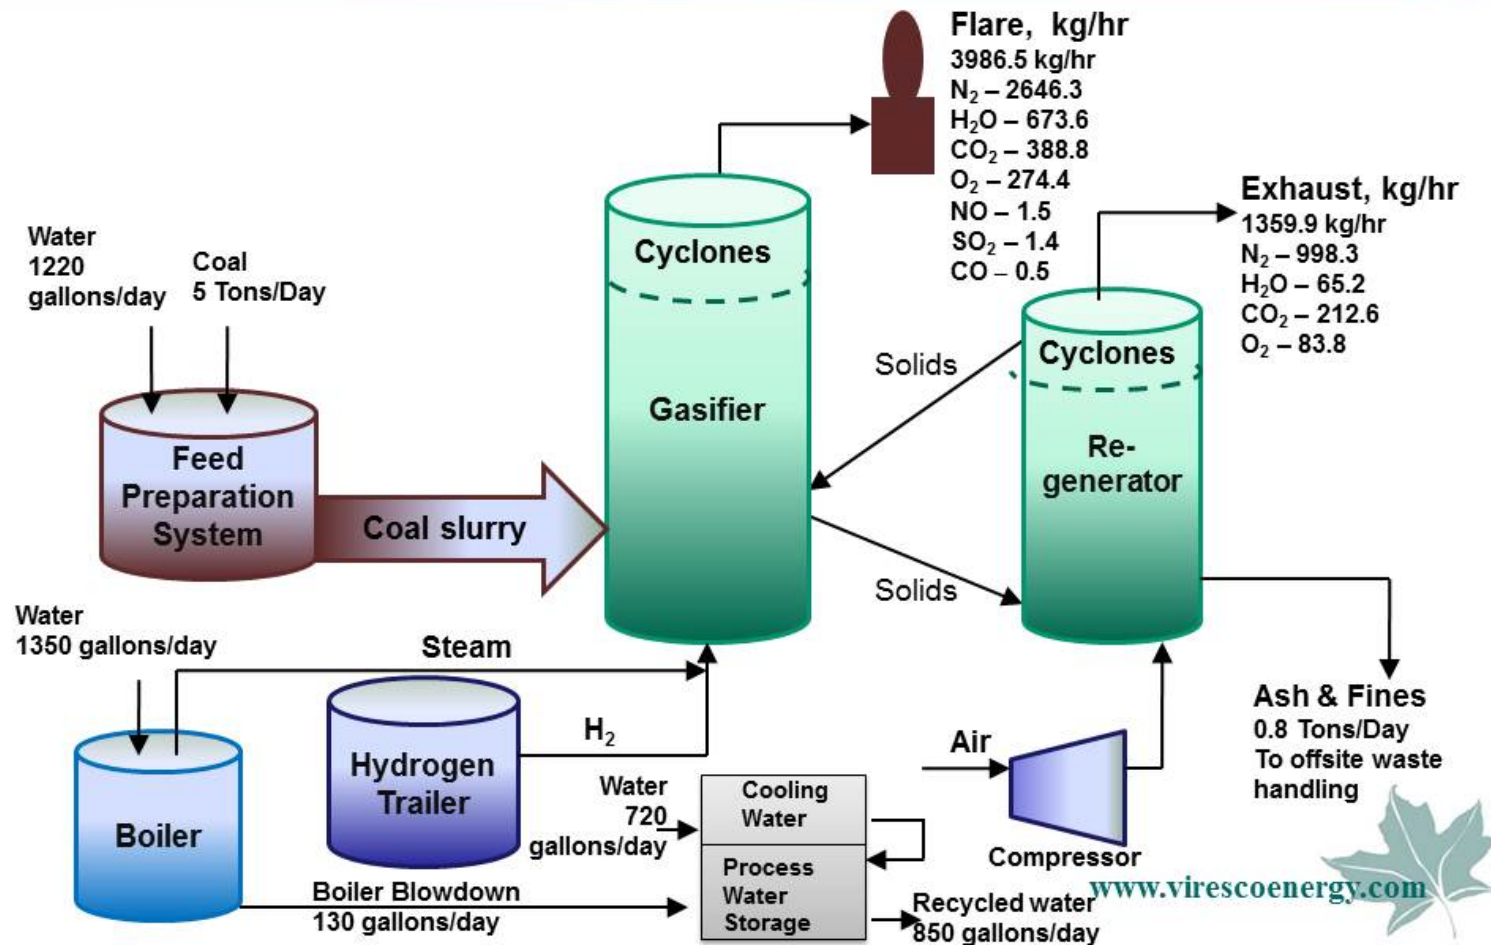 Flare, kg/hr
3986.5 kg/hr
N₂ – 2646.3
H₂O – 673.6
CO₂ – 388.8
O₂ – 274.4
NO – 1.5
SO₂ – 1.4
CO – 0.5
Exhaust, kg/hr
1359.9 kg/hr
N₂ – 998.3
H₂O – 65.2
CO₂ – 212.6
O₂ – 83.8
Water
1220
gallons/day
Coal
5 Tons/Day
Cyclones
Gasifier
Solids
Cyclones
Re-
generator
Feed
Preparation
System
Coal slurry
Solids
Water
1350 gallons/day
Steam
Hydrogen
Trailer
H₂
Boiler
Boiler Blowdown
130 gallons/day
Water
720
gallons/day
Cooling
Water
Process
Water
Storage
Recycled water
850 gallons/day
Air
Compressor
Ash & Fines
0.8 Tons/Day
To offsite waste
handling
www.virescoenergy.com